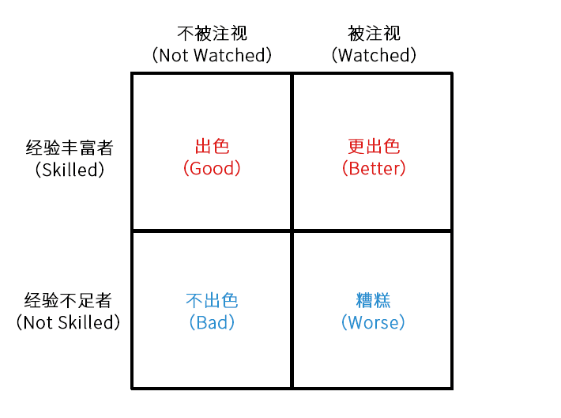 不被注视
（Not Watched）
被注视
（Watched）
经验丰富者
（Skilled）
出色
（Good）
更出色
（Better）
经验不足者
（Not Skilled）
不出色
（Bad）
糟糕
（Worse）